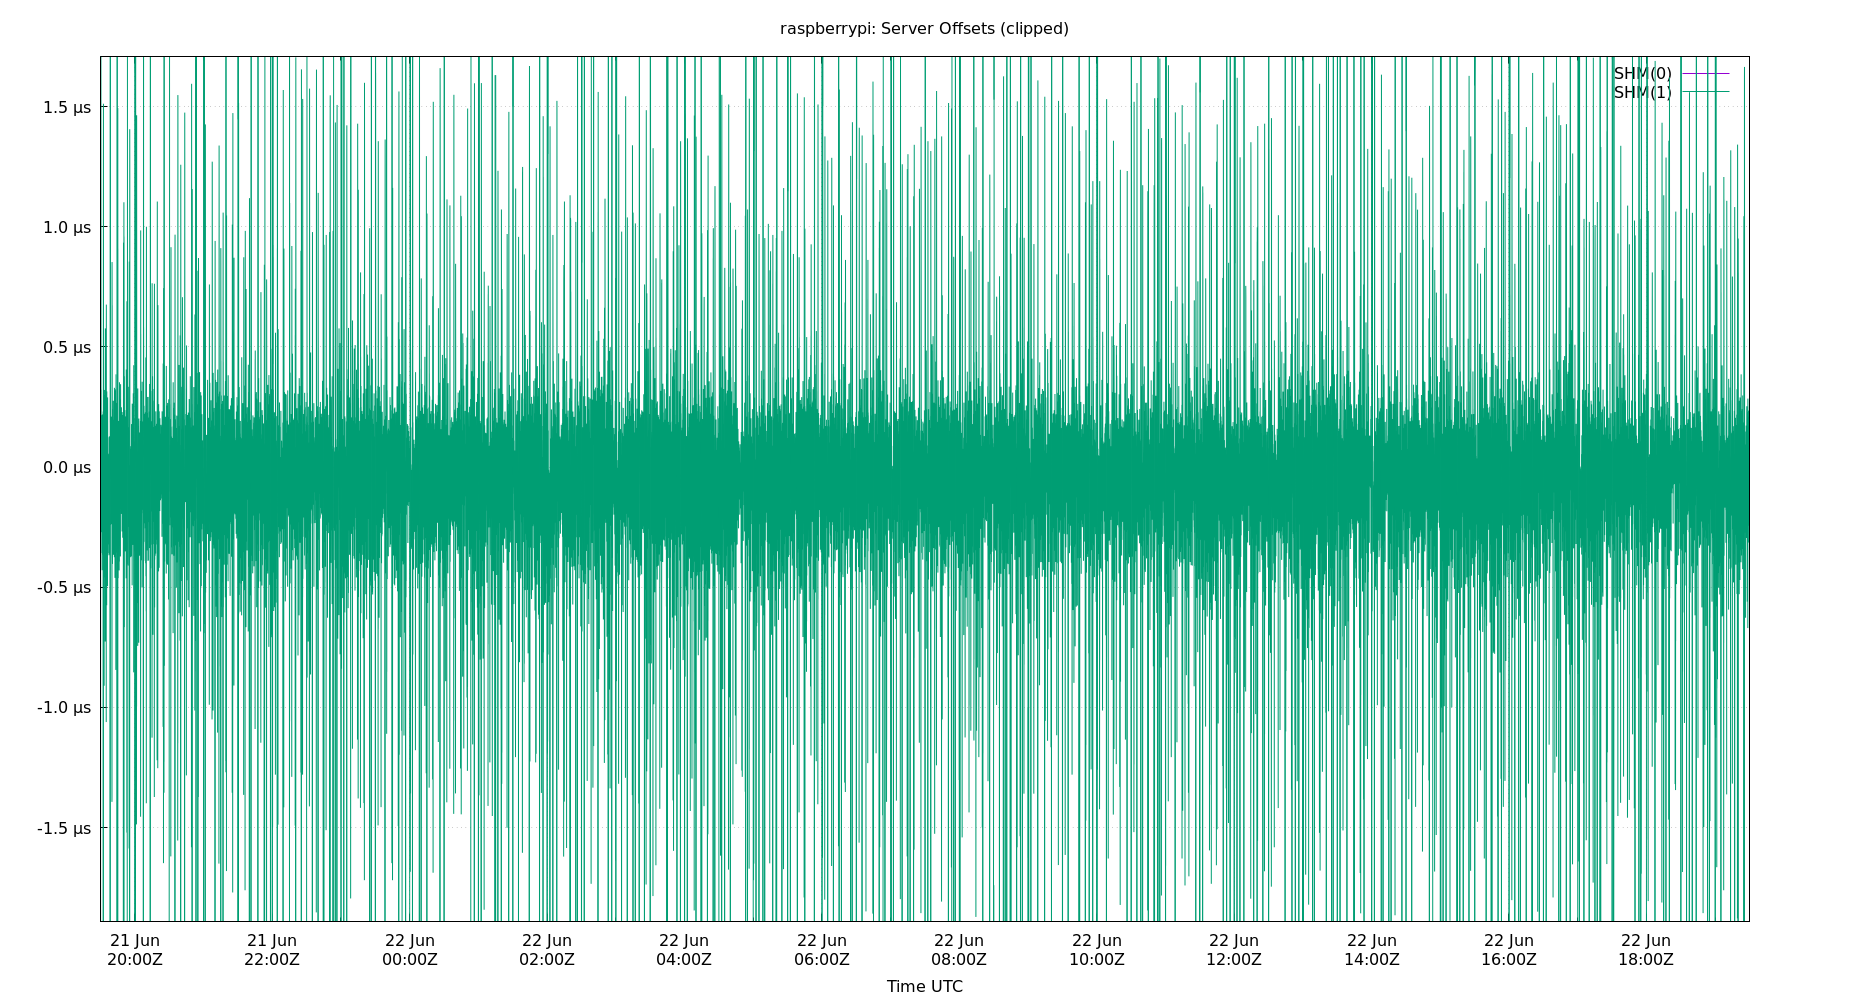 raspberrypi: Server Offsets (clipped)
SHM(0)
SHM(1)
1.5 µs
1.0 µs
0.5 µs
0.0 µs
-0.5 µs
-1.0 µs
-1.5 µs
21 Jun 21 Jun 22 Jun 22 Jun 22 Jun 22 Jun 22 Jun 22 Jun 22 Jun 22 Jun 22 Jun 22 Jun
20:00Z 22:00Z 00:00Z 02:00Z 04:00Z 06:00Z 08:00Z 10:00Z 12:00Z 14:00Z 16:00Z 18:00Z
Time UTC